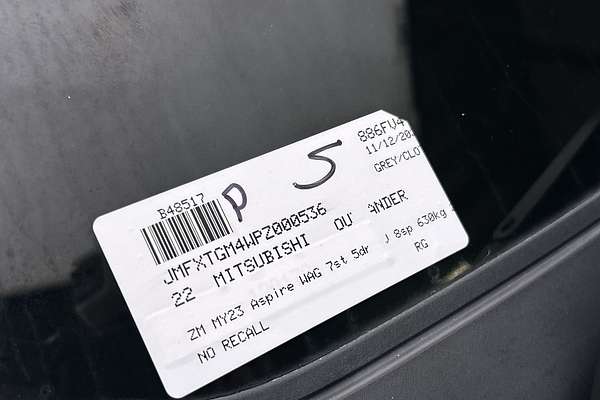 B48517 P 5 886FV4
11/12/20
GREY/CLO
JMFXTGM4WPZ000536
22 MITSUBISHI OU ANDER
ZM MY23 Aspire WAG 7st 5dr 8sp 630kg
NO RECALL RG